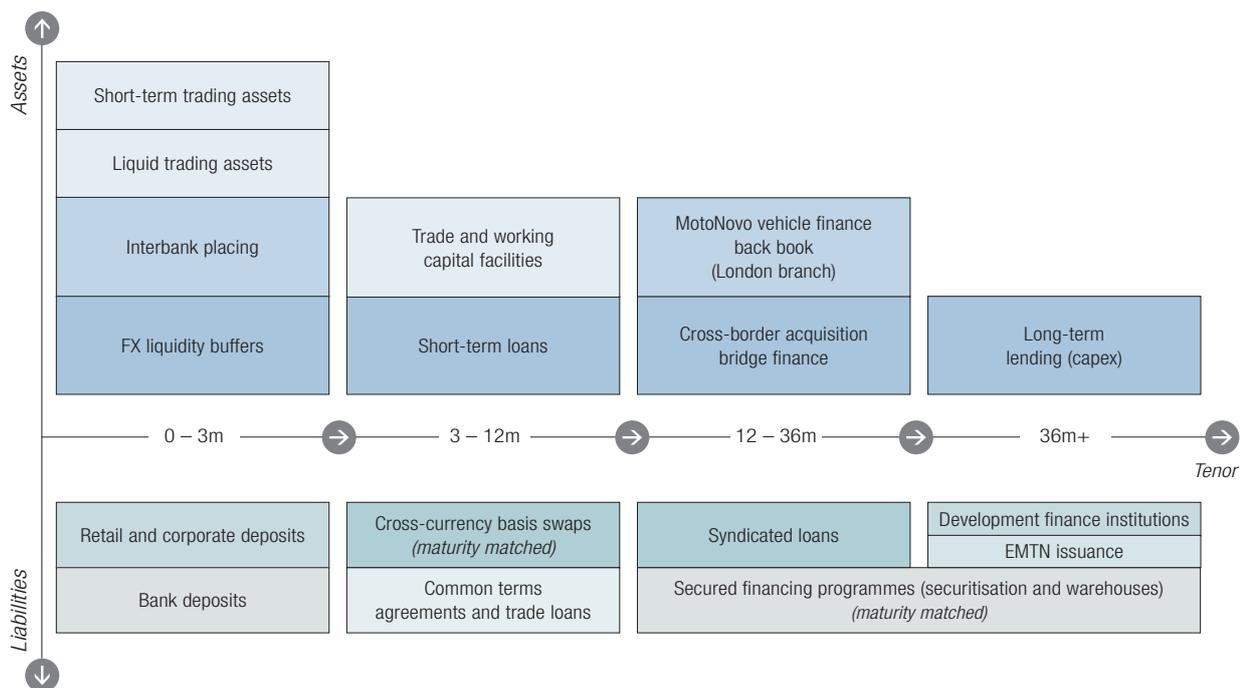 Assets
Short-term trading assets
Liquid trading assets
Interbank placing
FX liquidity buffers
Trade and working
capital facilities
Short-term loans
MotoNovo vehicle finance
back book
(London branch)
Cross-border acquisition
bridge finance
Long-term
lending (capex)
0 – 3m
3 – 12m
12 – 36m
36m+
Tenor
Liabilities
Retail and corporate deposits
Bank deposits
Cross-currency basis swaps
(maturity matched)
Common terms
agreements and trade loans
Syndicated loans
Development finance institutions
EMTN issuance
Secured financing programmes (securitisation and warehouses)
(maturity matched)